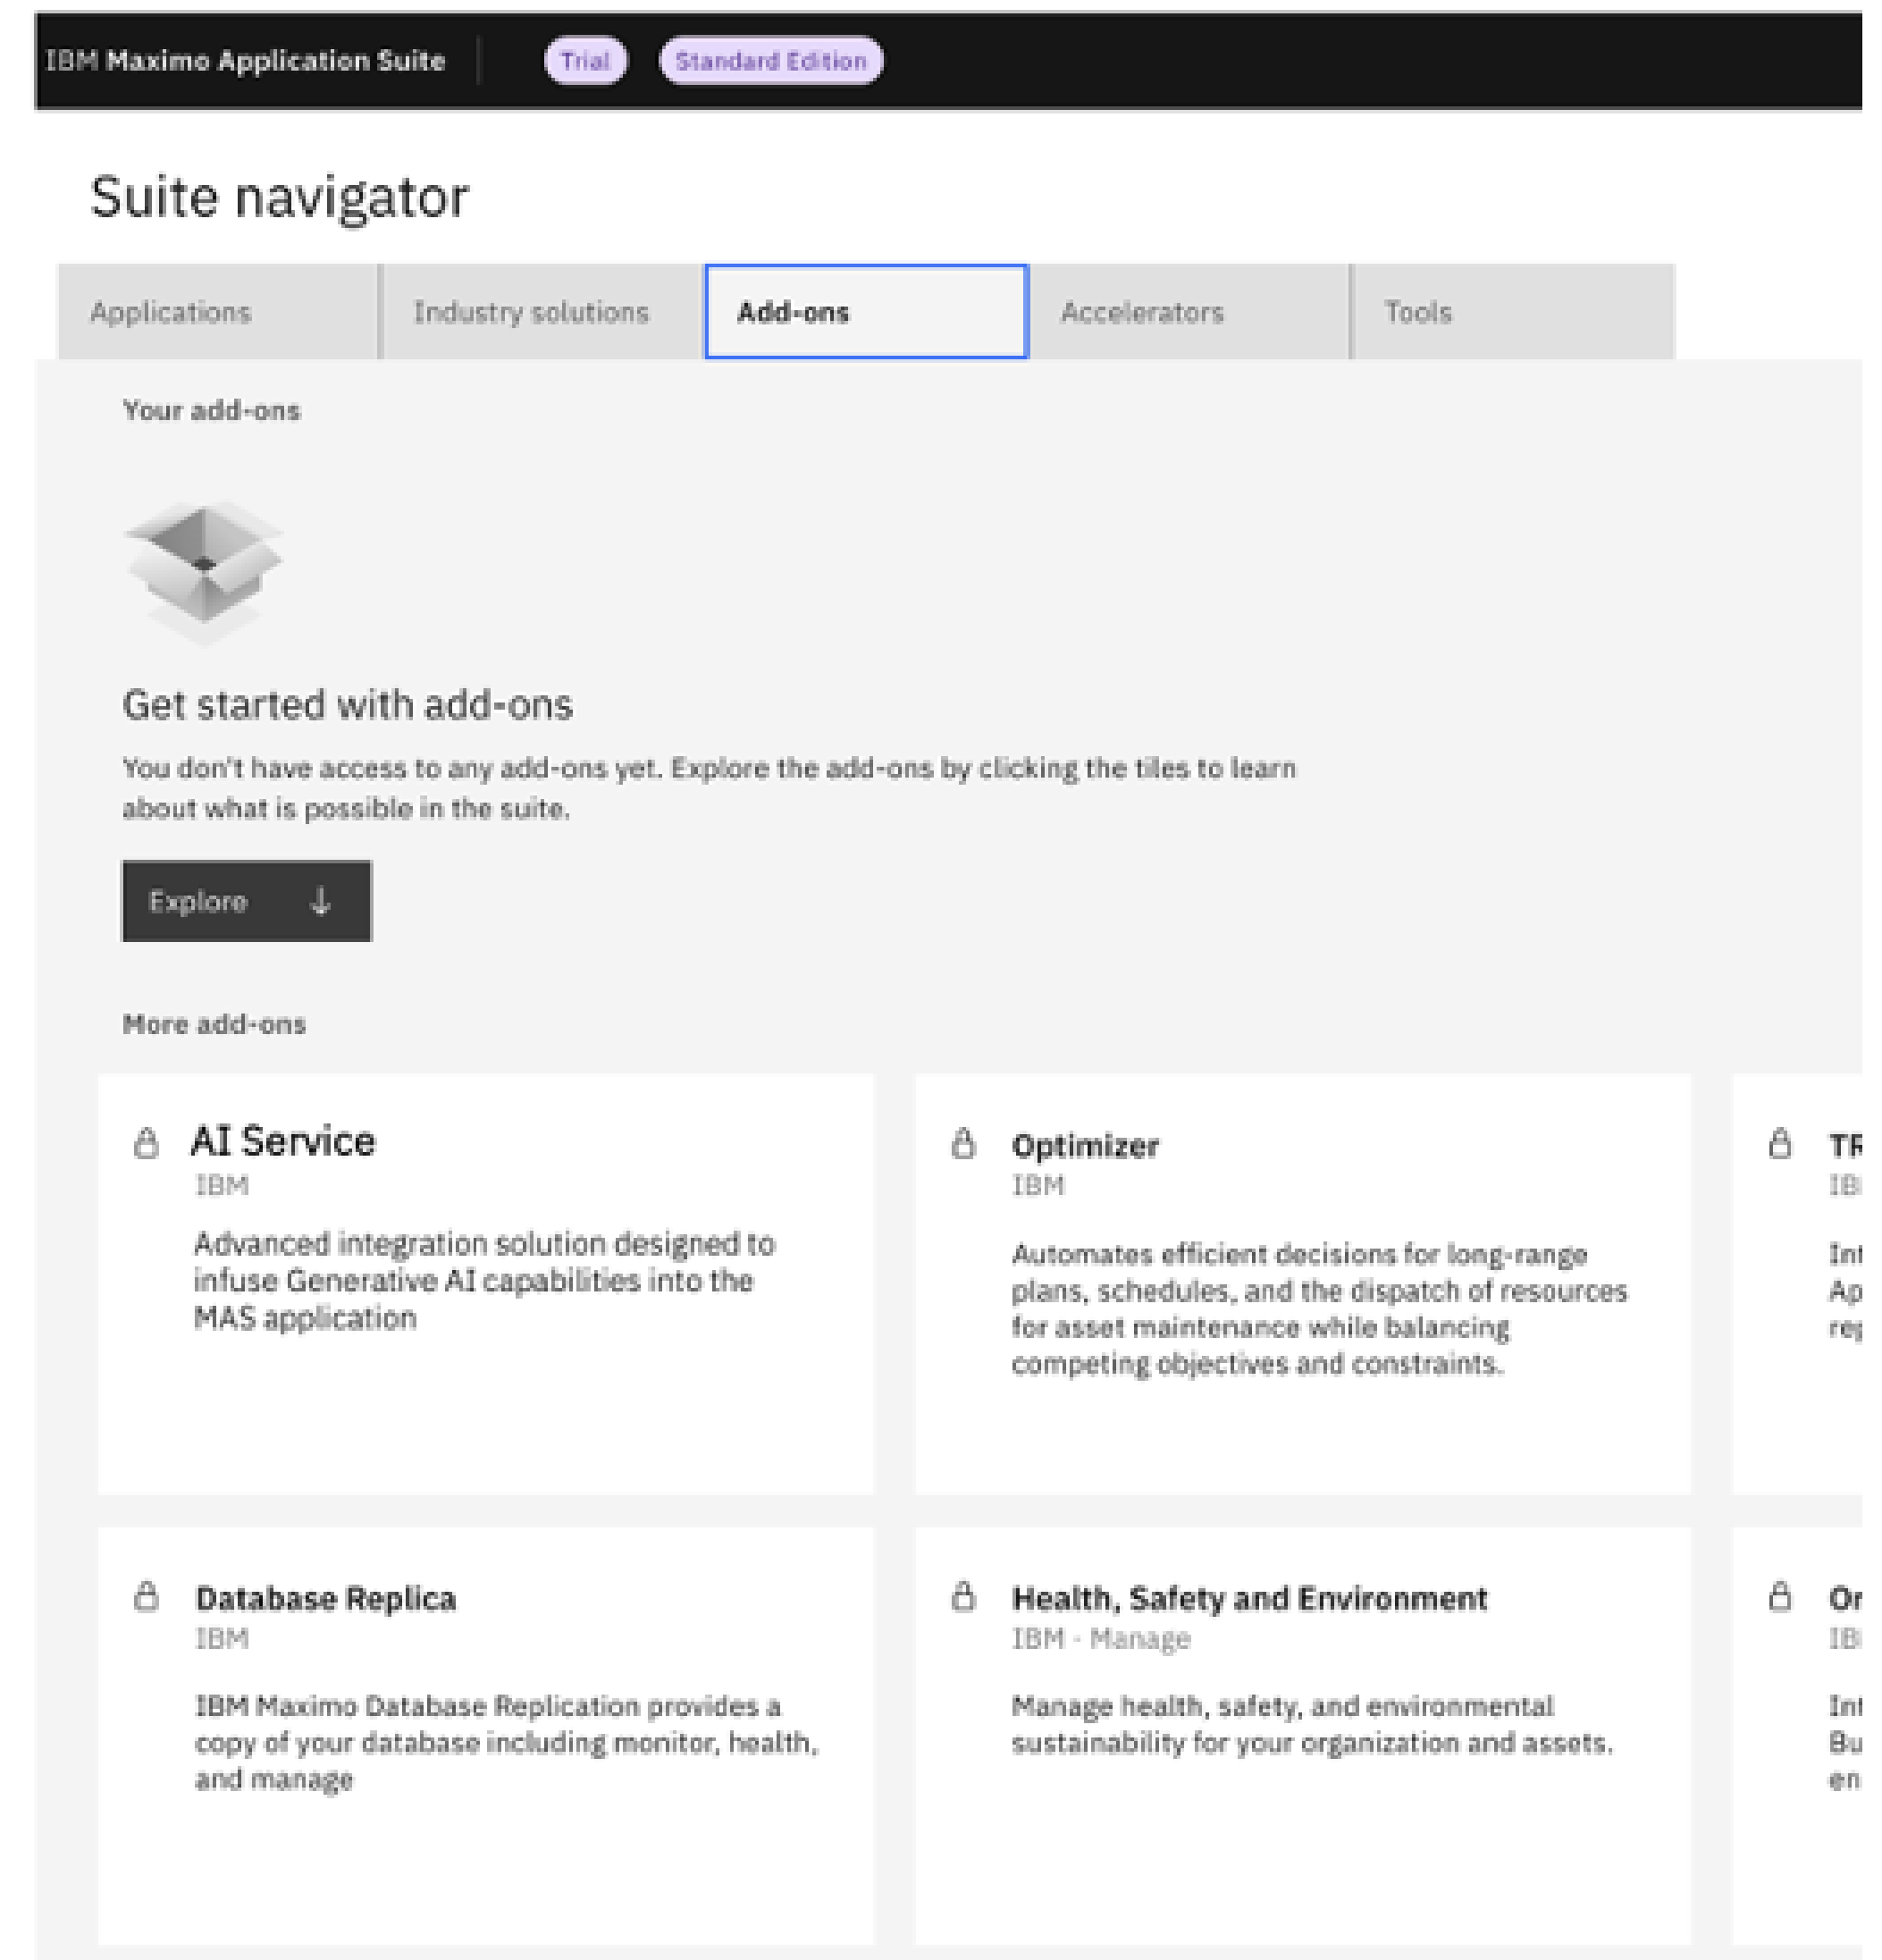 IBM Maximo Application Suite
Trial
Standard Edition
Suite navigator
Applications
Industry solutions
Add-ons
Accelerators
Tools
Your add-ons
Get started with add-ons
You don't have access to any add-ons yet. Explore the add-ons by clicking the tiles to learn
about what is possible in the suite.
Explore
More add-ons
AI Service
IBM
Advanced integration solution designed to
infuse Generative AI capabilities into the
MAS application
Optimizer
IBM
Automates efficient decisions for long-range
plans, schedules, and the dispatch of resources
for asset maintenance while balancing
competing objectives and constraints.
Database Replica
IBM
IBM Maximo Database Replication provides a
copy of your database including monitor, health,
and manage
Health, Safety and Environment
IBM - Manage
Manage health, safety, and environmental
sustainability for your organization and assets.